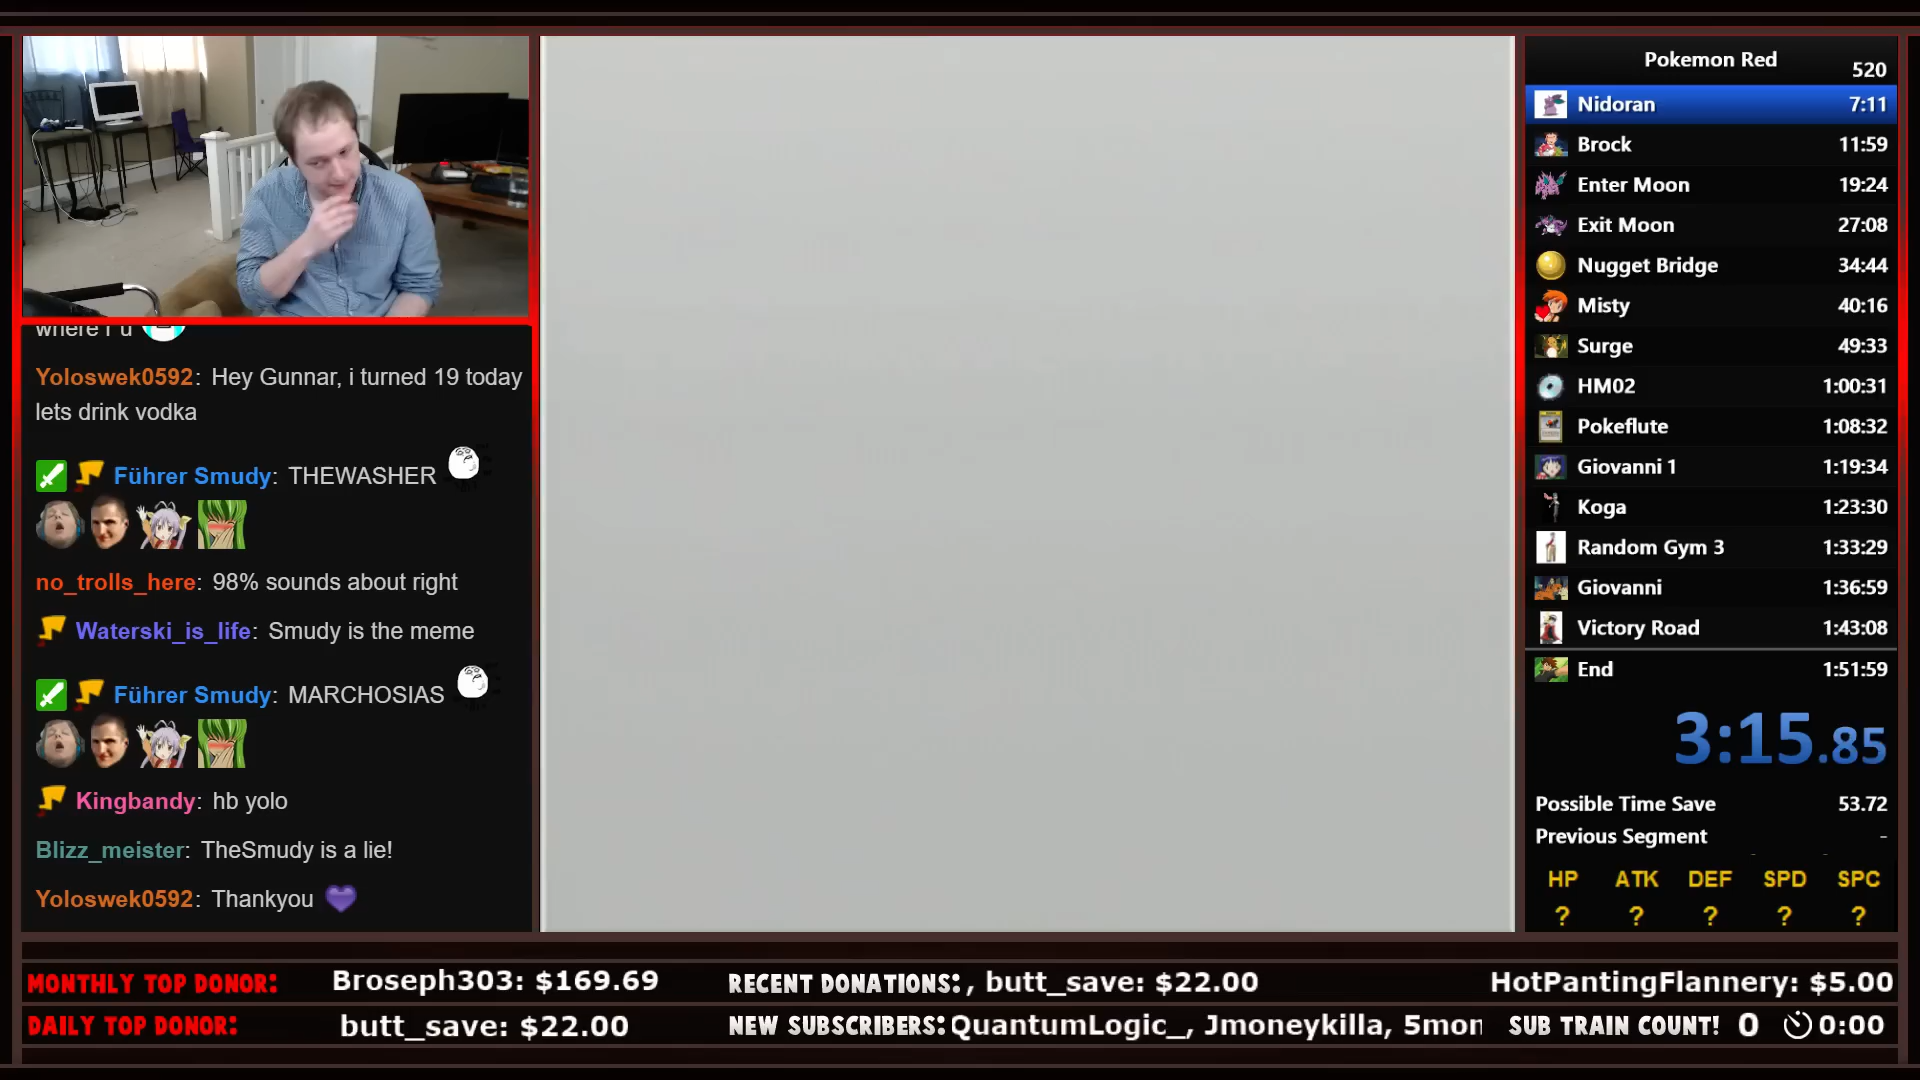 where r u
Yoloswek0592: Hey Gunnar, i turned 19 today
lets drink vodka
Führer Smudy: THEWASHER
no_trolls_here: 98% sounds about right
Waterski_is_life: Smudy is the meme
Führer Smudy: MARCHOSIAS
Kingbandy: hb yolo
Blizz_meister: TheSmudy is a lie!
Yoloswek0592: Thankyou
Pokemon Red 520
Nidoran 7:11
Brock 11:59
Enter Moon 19:24
Exit Moon 27:08
Nugget Bridge 34:44
Misty 40:16
Surge 49:33
HM02 1:00:31
Pokeflute 1:08:32
Giovanni 1 1:19:34
Koga 1:23:30
Random Gym 3 1:33:29
Giovanni 1:36:59
Victory Road 1:43:08
End 1:51:59
3:15.85
Possible Time Save 53.72
Previous Segment -
HP ATK DEF SPD SPC
? ? ? ? ?
MONTHLY TOP DONOR: Broseph303: $169.69 RECENT DONATIONS: , butt_save: $22.00 HotPantingFlannery: $5.00
DAILY TOP DONOR: butt_save: $22.00 NEW SUBSCRIBERS: QuantumLogic_, Jmoneykilla, 5mon SUB TRAIN COUNT! 0 0:00